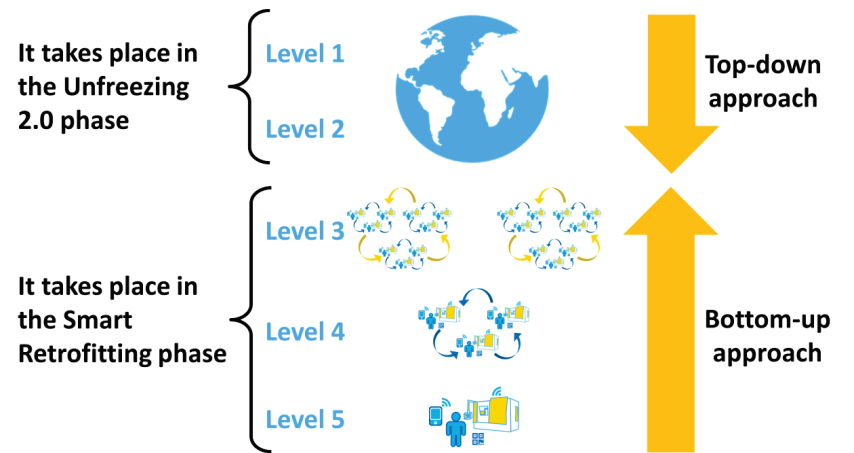 It takes place in
the Unfreezing
2.0 phase
Level 1
Level 2
Top-down
approach
It takes place in
the Smart
Retrofitting phase
Level 3
Level 4
Level 5
Bottom-up
approach